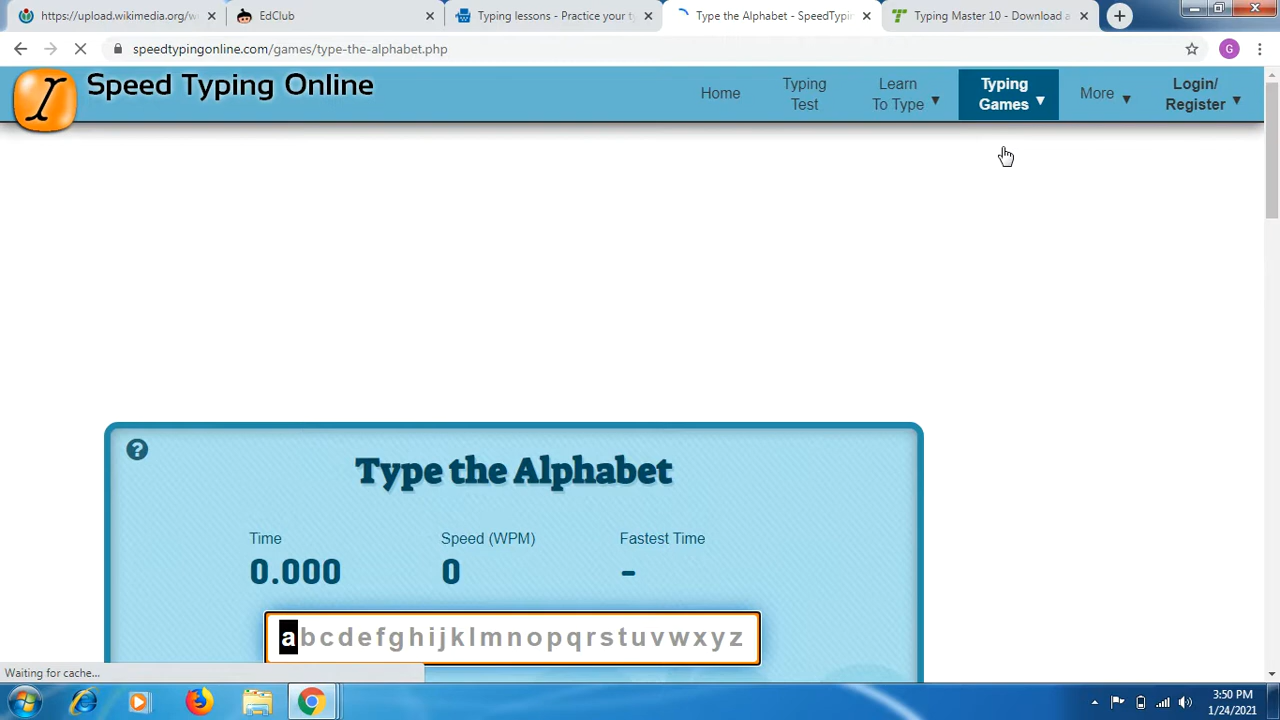 https://upload.wikimedia.org/
EdClub
Typing
Practice your t
Type the Alphabet - SpeedTypin
Typing Master 10 - Download a
speedtypingonline.com/games/type-the-alphabet.php
G
Speed Typing Online
Home
Typing Test
Learn To Type ▼
Typing Games ▼
More ▼
Login/ Register ▼
?
Type the Alphabet
Time
Speed (WPM)
Fastest Time
0.000
0
-
abcdefghijklmnopqrstuvwxyz
Waiting for cache...
3:50 PM
1/24/2021